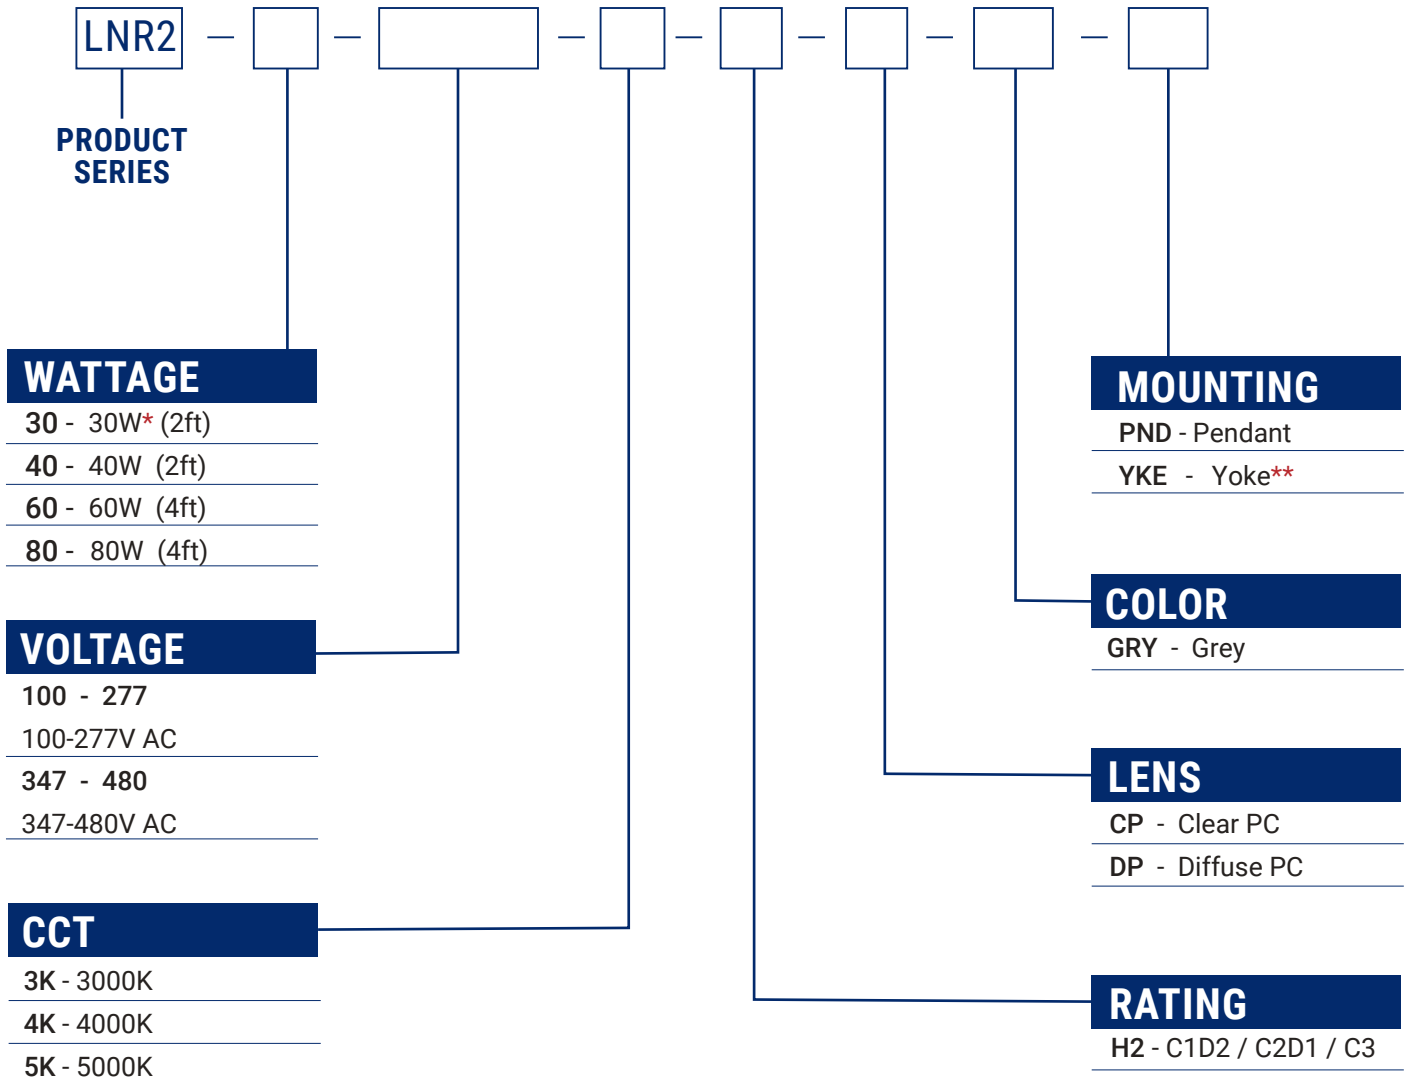 LNR2 — — — — — — —
PRODUCT
SERIES
WATTAGE
30 - 30W* (2ft)
40 - 40W (2ft)
60 - 60W (4ft)
80 - 80W (4ft)
VOLTAGE
100 - 277
100-277V AC
347 - 480
347-480V AC
CCT
3K - 3000K
4K - 4000K
5K - 5000K
MOUNTING
PND - Pendant
YKE - Yoke**
COLOR
GRY - Grey
LENS
CP - Clear PC
DP - Diffuse PC
RATING
H2 - C1D2 / C2D1 / C3